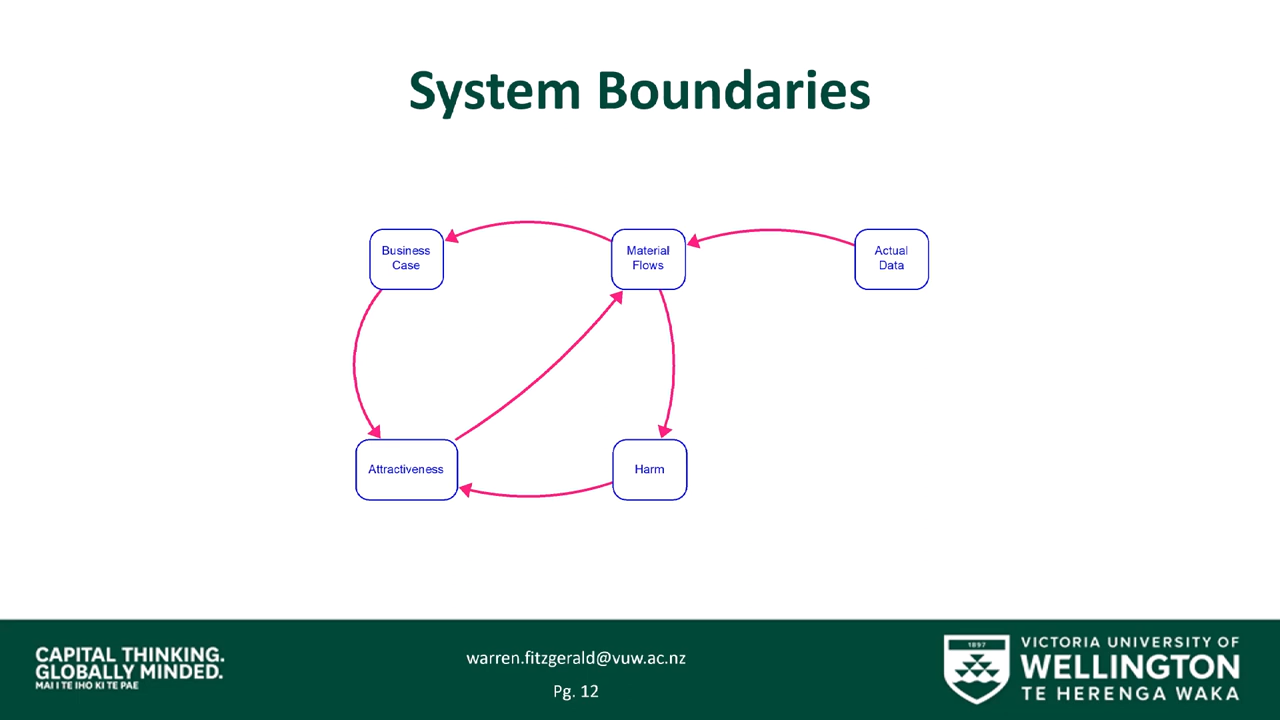 System Boundaries
Business
Case
Material
Flows
Actual
Data
Attractiveness
Harm
CAPITAL THINKING.
GLOBALLY MINDED.
MAI I TE IHO KI TE PAE
warren.fitzgerald@vuw.ac.nz
Pg. 12
1897
VICTORIA UNIVERSITY OF
WELLINGTON
TE HERENGA WAKA